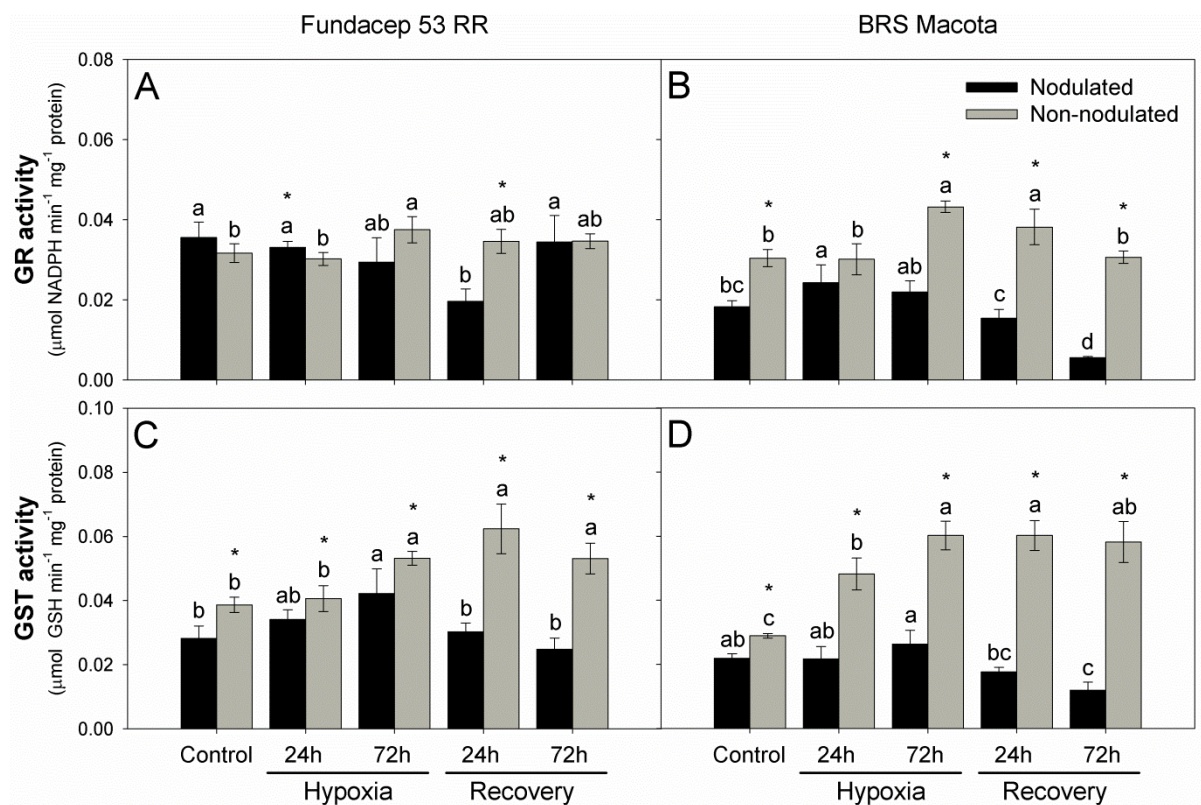 Fundacep 53 RR
BRS Macota
GR activity
(μmol NADPH min⁻¹ mg⁻¹ protein)
0.08
0.06
0.04
0.02
0.00
A
a
b
*
a
b
ab
a
b
*
ab
a
ab
B
Nodulated
Non-nodulated
bc
*
b
a
b
ab
*
a
c
*
a
d
*
b
GST activity
(μmol GSH min⁻¹ mg⁻¹ protein)
0.10
0.08
0.06
0.04
0.02
0.00
C
b
*
b
ab
*
b
a
*
a
b
*
a
b
*
a
D
ab
*
c
ab
*
b
a
*
a
bc
*
a
c
*
ab
Control 24h 72h 24h 72h
Hypoxia Recovery
Control 24h 72h 24h 72h
Hypoxia Recovery